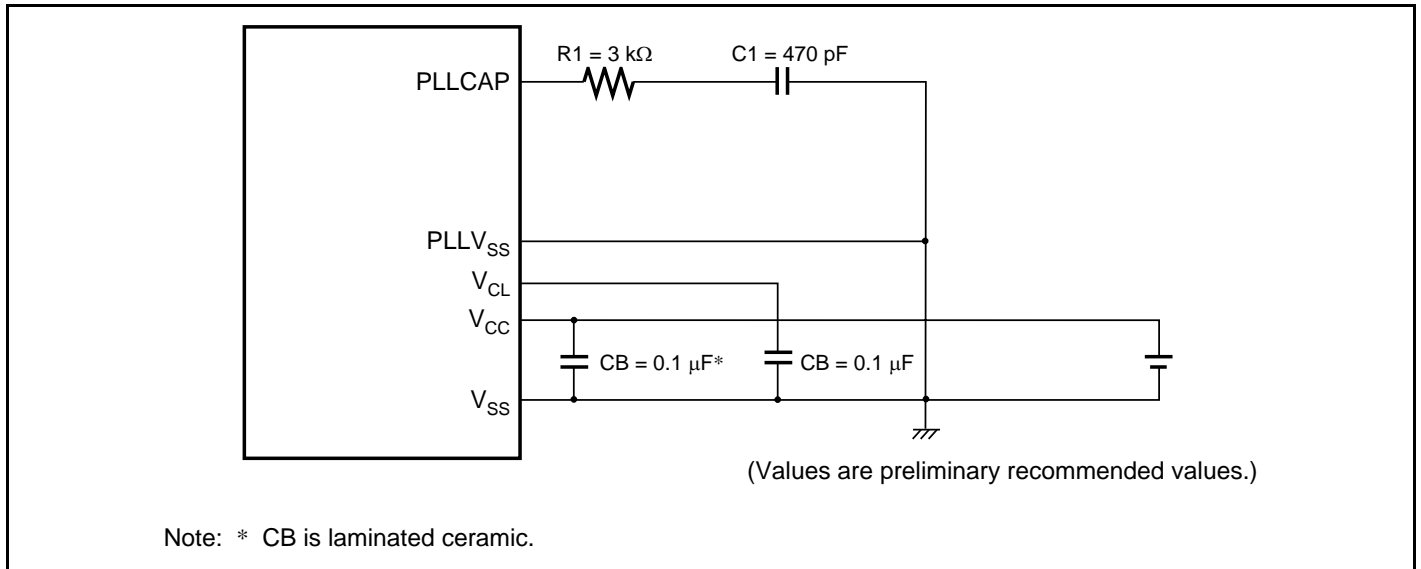 R1 = 3 kΩ
C1 = 470 pF
PLLCAP
PLLVSS
VCL
VCC
CB = 0.1 μF*
CB = 0.1 μF
VSS
(Values are preliminary recommended values.)
Note: * CB is laminated ceramic.